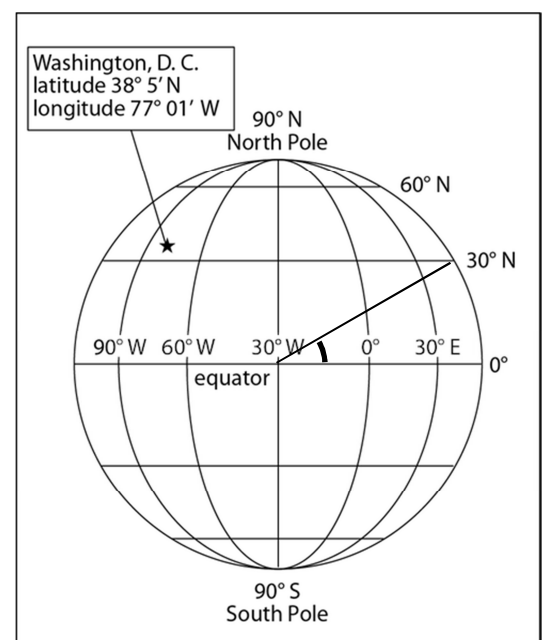 Washington, D. C.
latitude 38° 5′ N
longitude 77° 01′ W
90° N
North Pole
60° N
30° N
90° W 60° W 30° W 0° 30° E
0°
equator
90° S
South Pole